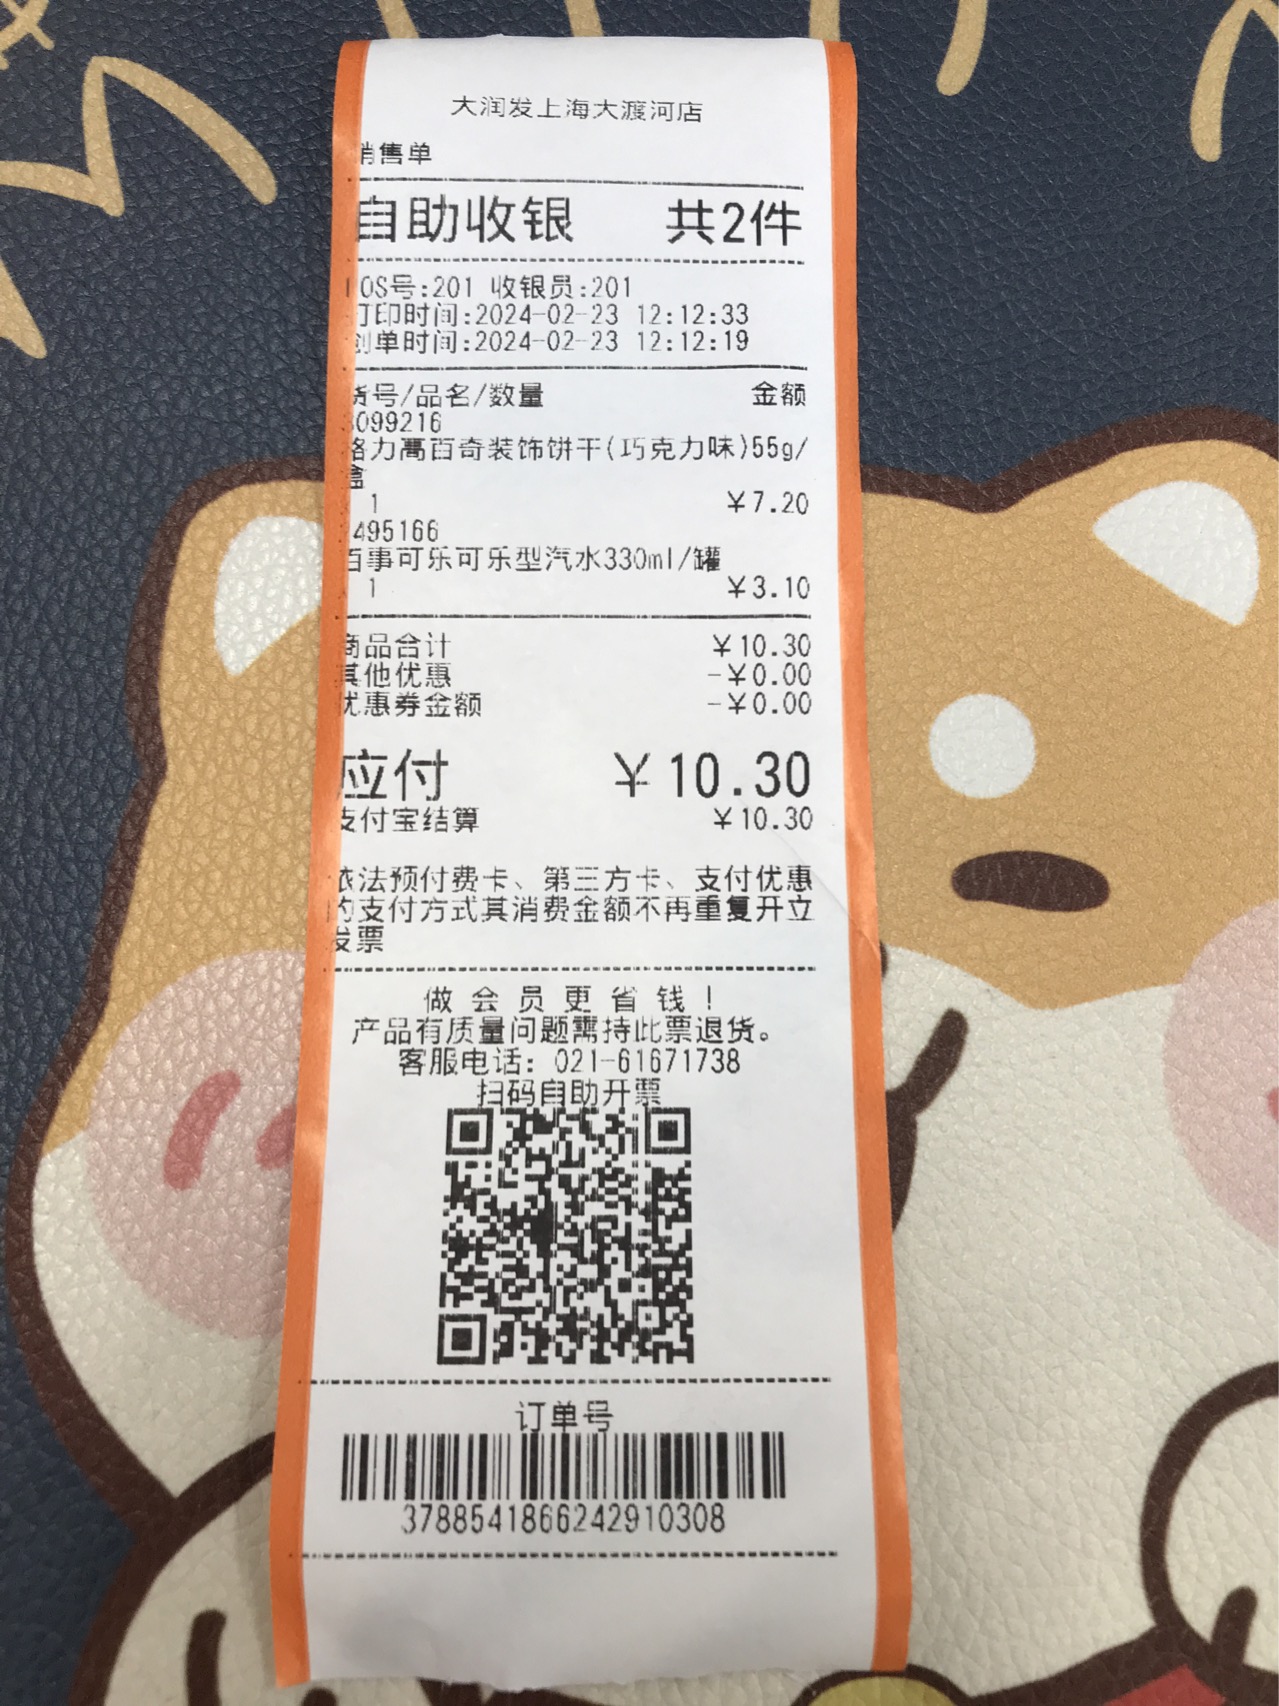 大润发上海大渡河店
销售单
自助收银 共2件
POS号:201 收银员:201
打印时间:2024-02-23 12:12:33
创单时间:2024-02-23 12:12:19
货号/品名/数量 金额
3099216
格力高百奇装饰饼干(巧克力味)55g/
盒
1 ￥7.20
495166
百事可乐可乐型汽水330ml/罐
1 ￥3.10
商品合计 ￥10.30
其他优惠 -￥0.00
优惠券金额 -￥0.00
应付 ￥10.30
支付宝结算 ￥10.30
依法预付费卡、第三方卡、支付优惠
的支付方式其消费金额不再重复开立
发票
做会员更省钱!
产品有质量问题需持此票退货。
客服电话: 021-61671738
扫码自助开票
订单号
3788541866242910308